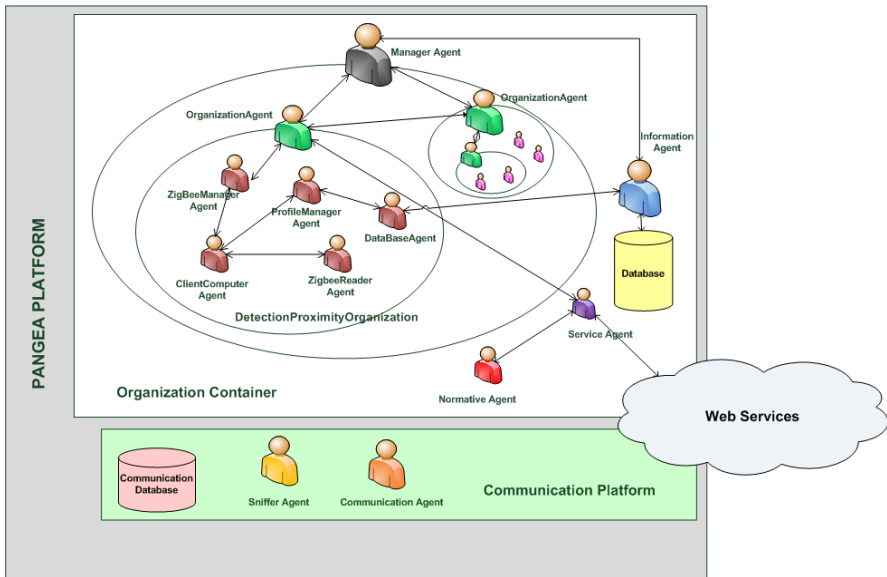 Manager Agent
OrganizationAgent
OrganizationAgent
Information
Agent
ZigBeeManager
Agent
ProfileManager
Agent
DataBaseAgent
ClientComputer
Agent
ZigbeeReader
Agent
Database
DetectionProximityOrganization
Service Agent
Normative Agent
Organization Container
PANGEA PLATFORM
Web Services
Communication
Database
Sniffer Agent
Communication Agent
Communication Platform